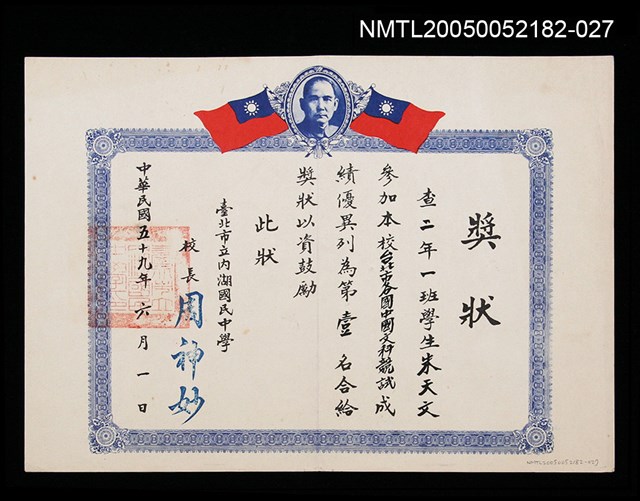 NMTL20050052182-027
獎狀
查二年一班學生朱天文
參加本校台北市各國中國文科競試成
績優異列為第壹名合給
獎狀以資鼓勵
此狀
臺北市立內湖國民中學
校長 周神妙
中華民國五十九年六月一日
NMTL20050052182-027